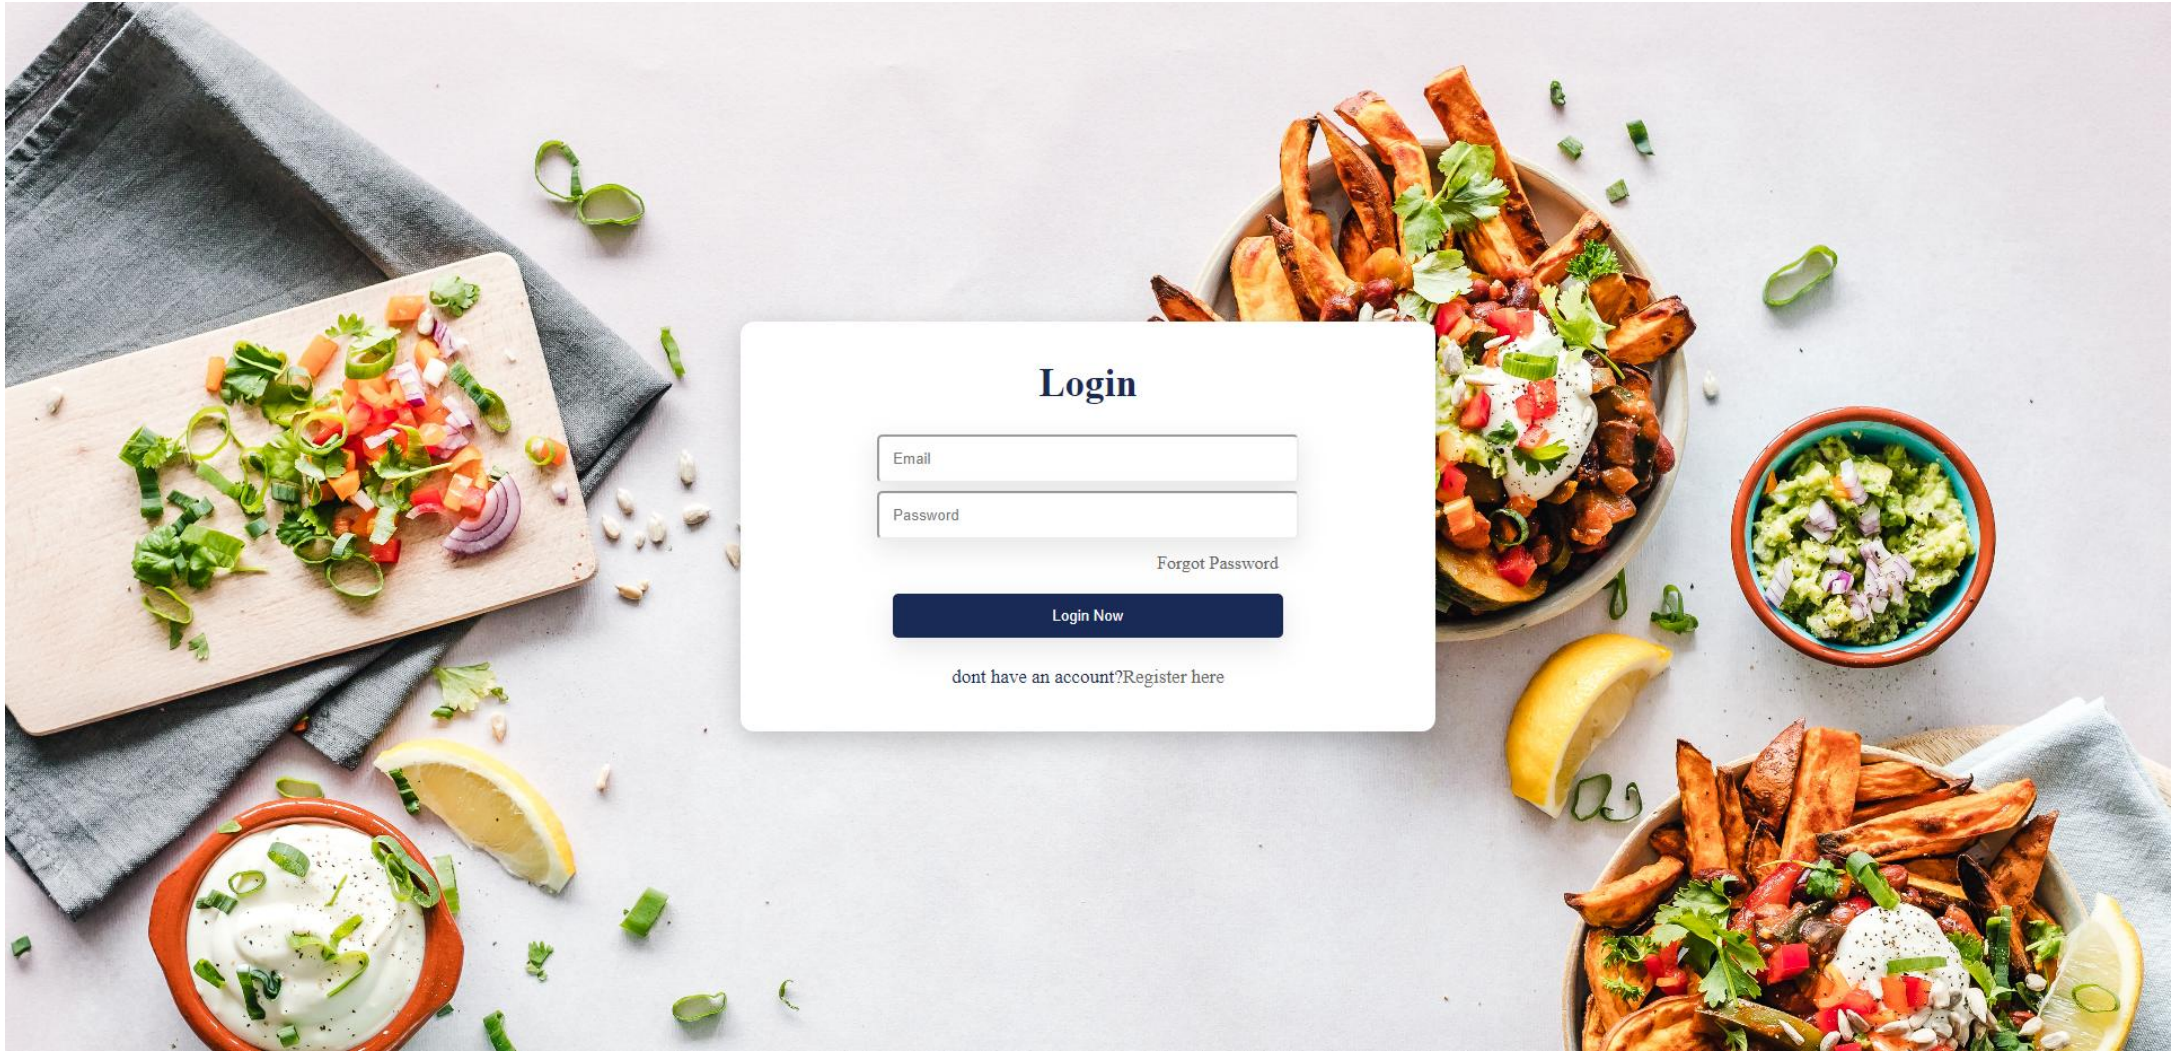 Login
Email
Password
Forgot Password
Login Now
dont have an account?Register here